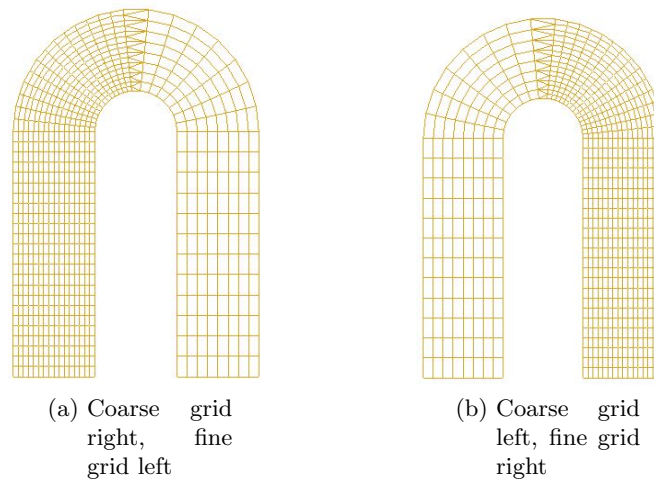 (a) Coarse grid
right, fine
grid left
(b) Coarse grid
left, fine grid
right